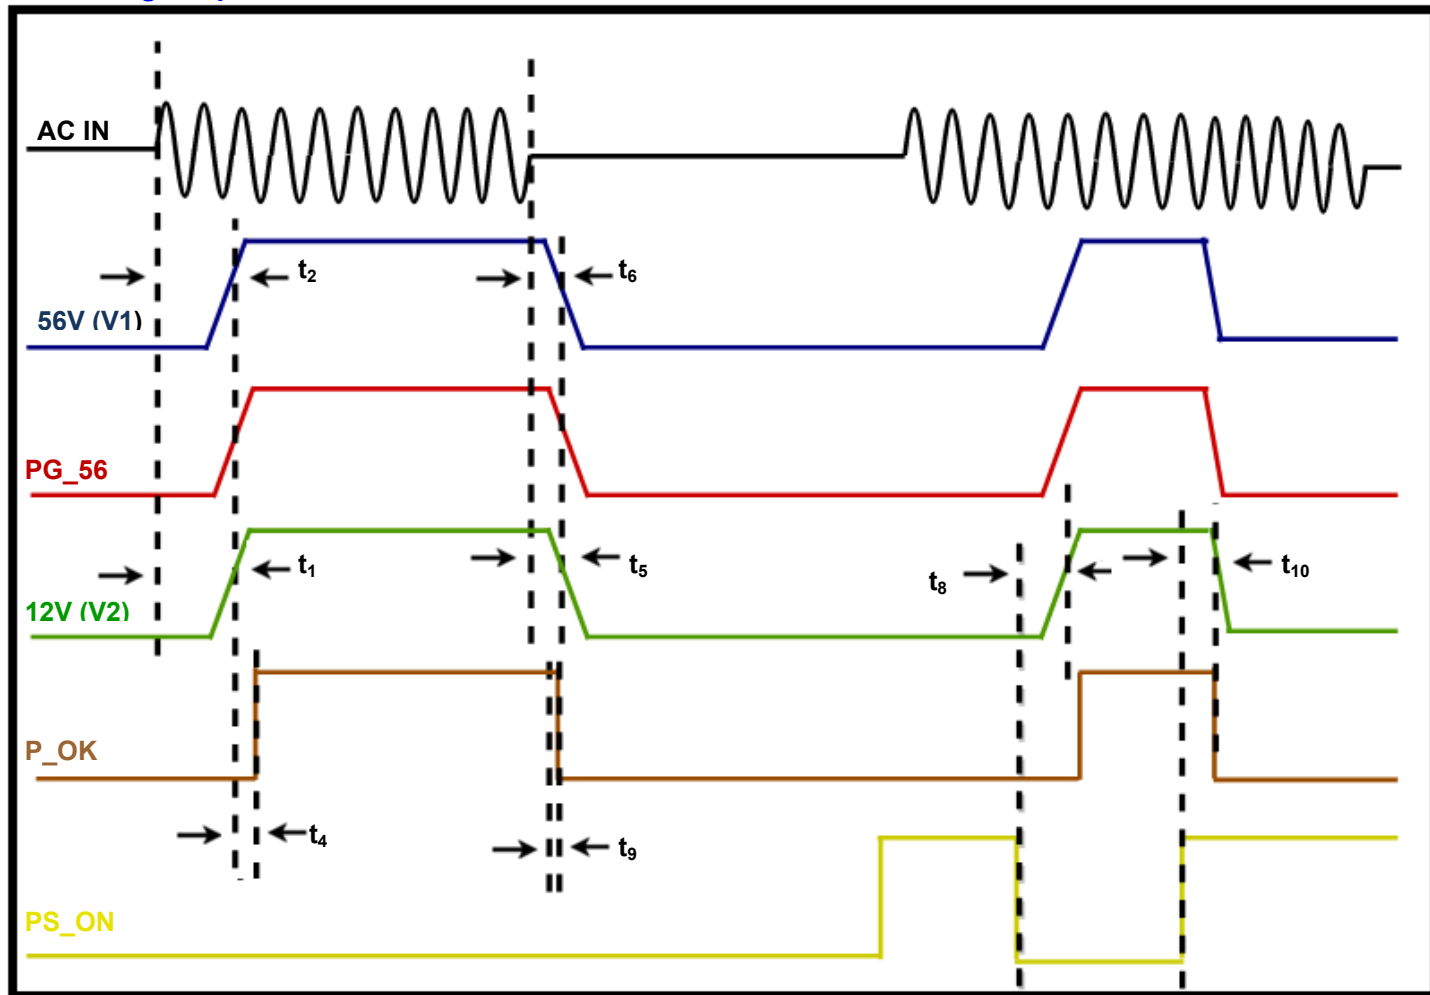 AC IN
t2
t6
56V (V1)
PG_56
t1
t5
t8
t10
12V (V2)
P_OK
t4
t9
PS_ON